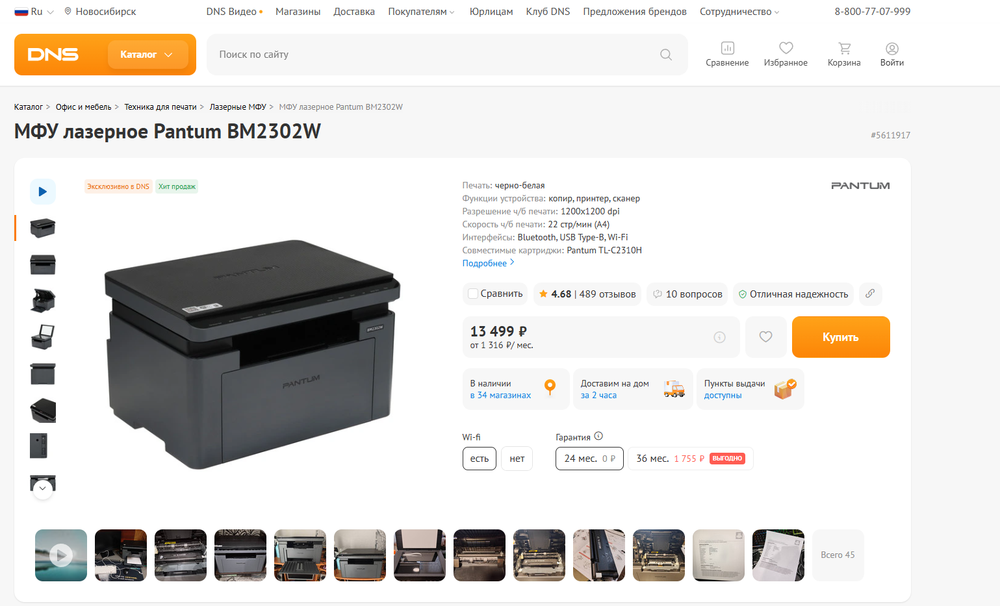 Ru
Новосибирск
DNS Видео
Магазины
Доставка
Покупателям
Юрлицам
Клуб DNS
Предложения брендов
Сотрудничество
8-800-77-07-999
DNS
Каталог
Поиск по сайту
Сравнение
Избранное
Корзина
Войти
Каталог > Офис и мебель > Техника для печати > Лазерные МФУ > МФУ лазерное Pantum BM2302W
МФУ лазерное Pantum BM2302W
#5611917
Эксклюзивно в DNS
Хит продаж
PANTUM
BM2302W
PANTUM
Печать: черно-белая
Функции устройства: копир, принтер, сканер
Разрешение ч/б печати: 1200x1200 dpi
Скорость ч/б печати: 22 стр/мин (А4)
Интерфейсы: Bluetooth, USB Type-B, Wi-Fi
Совместимые картриджи: Pantum TL-C2310H
Подробнее
PANTUM
Сравнить
4.68 | 489 отзывов
10 вопросов
Отличная надежность
13 499 ₽
от 1 316 ₽/ мес.
Купить
В наличии
в 34 магазинах
Доставим на дом
за 2 часа
Пункты выдачи
доступны
Wi-fi
есть
нет
Гарантия
24 мес. 0 ₽
36 мес. 1 755 ₽ ВЫГОДНО
Всего 45